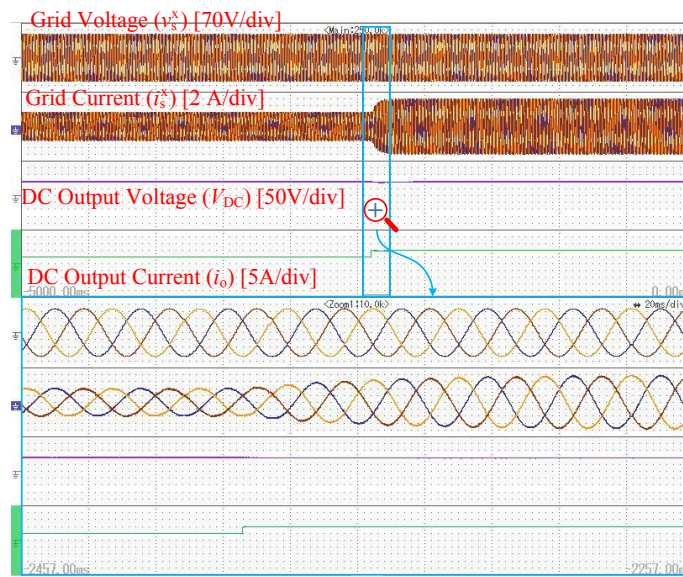 Grid Voltage (vₛˣ) [70V/div]
<Main:250.0k>
Grid Current (iₛˣ) [2 A/div]
DC Output Voltage (V_DC) [50V/div]
DC Output Current (iₒ) [5A/div]
-5000.00ms 0.00ms
<Zoom1:10.0k> ↔ 20ms/div
-2457.00ms -2257.00ms